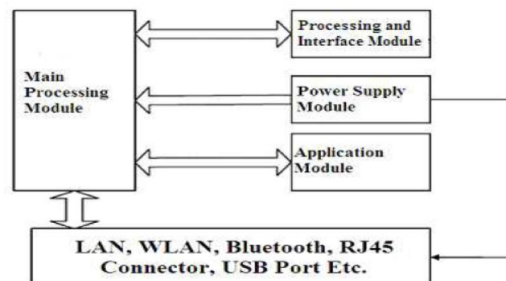 Main
Processing
Module
Processing and
Interface Module
Power Supply
Module
Application
Module
LAN, WLAN, Bluetooth, RJ45
Connector, USB Port Etc.